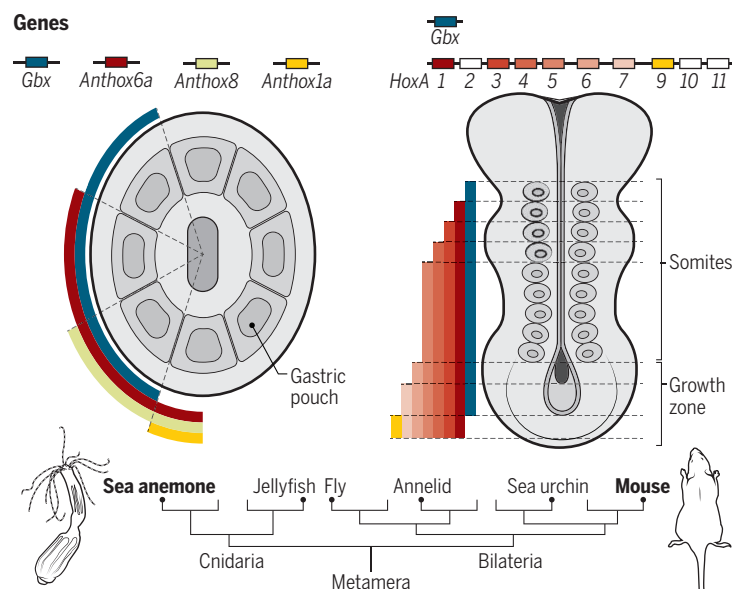 Genes
Gbx
Anthox6a
Anthox8
Anthox1a
Gbx
HoxA 1 2 3 4 5 6 7 9 10 11
Gastric
pouch
Somites
Growth
zone
Sea anemone
Jellyfish
Fly
Annelid
Sea urchin
Mouse
Cnidaria
Bilateria
Metamera